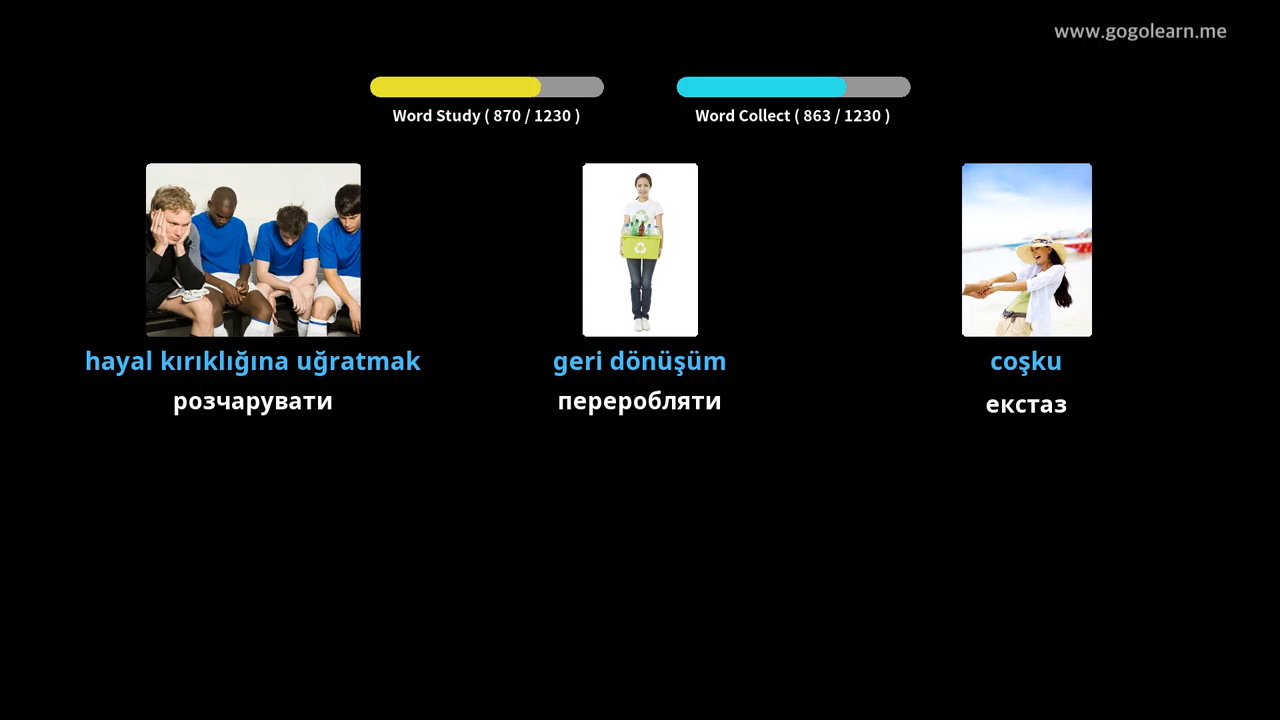 www.gogolearn.me
Word Study ( 870 / 1230 )
Word Collect ( 863 / 1230 )
hayal kırıklığına uğratmak
розчарувати
geri dönüşüm
переробляти
coşku
екстаз